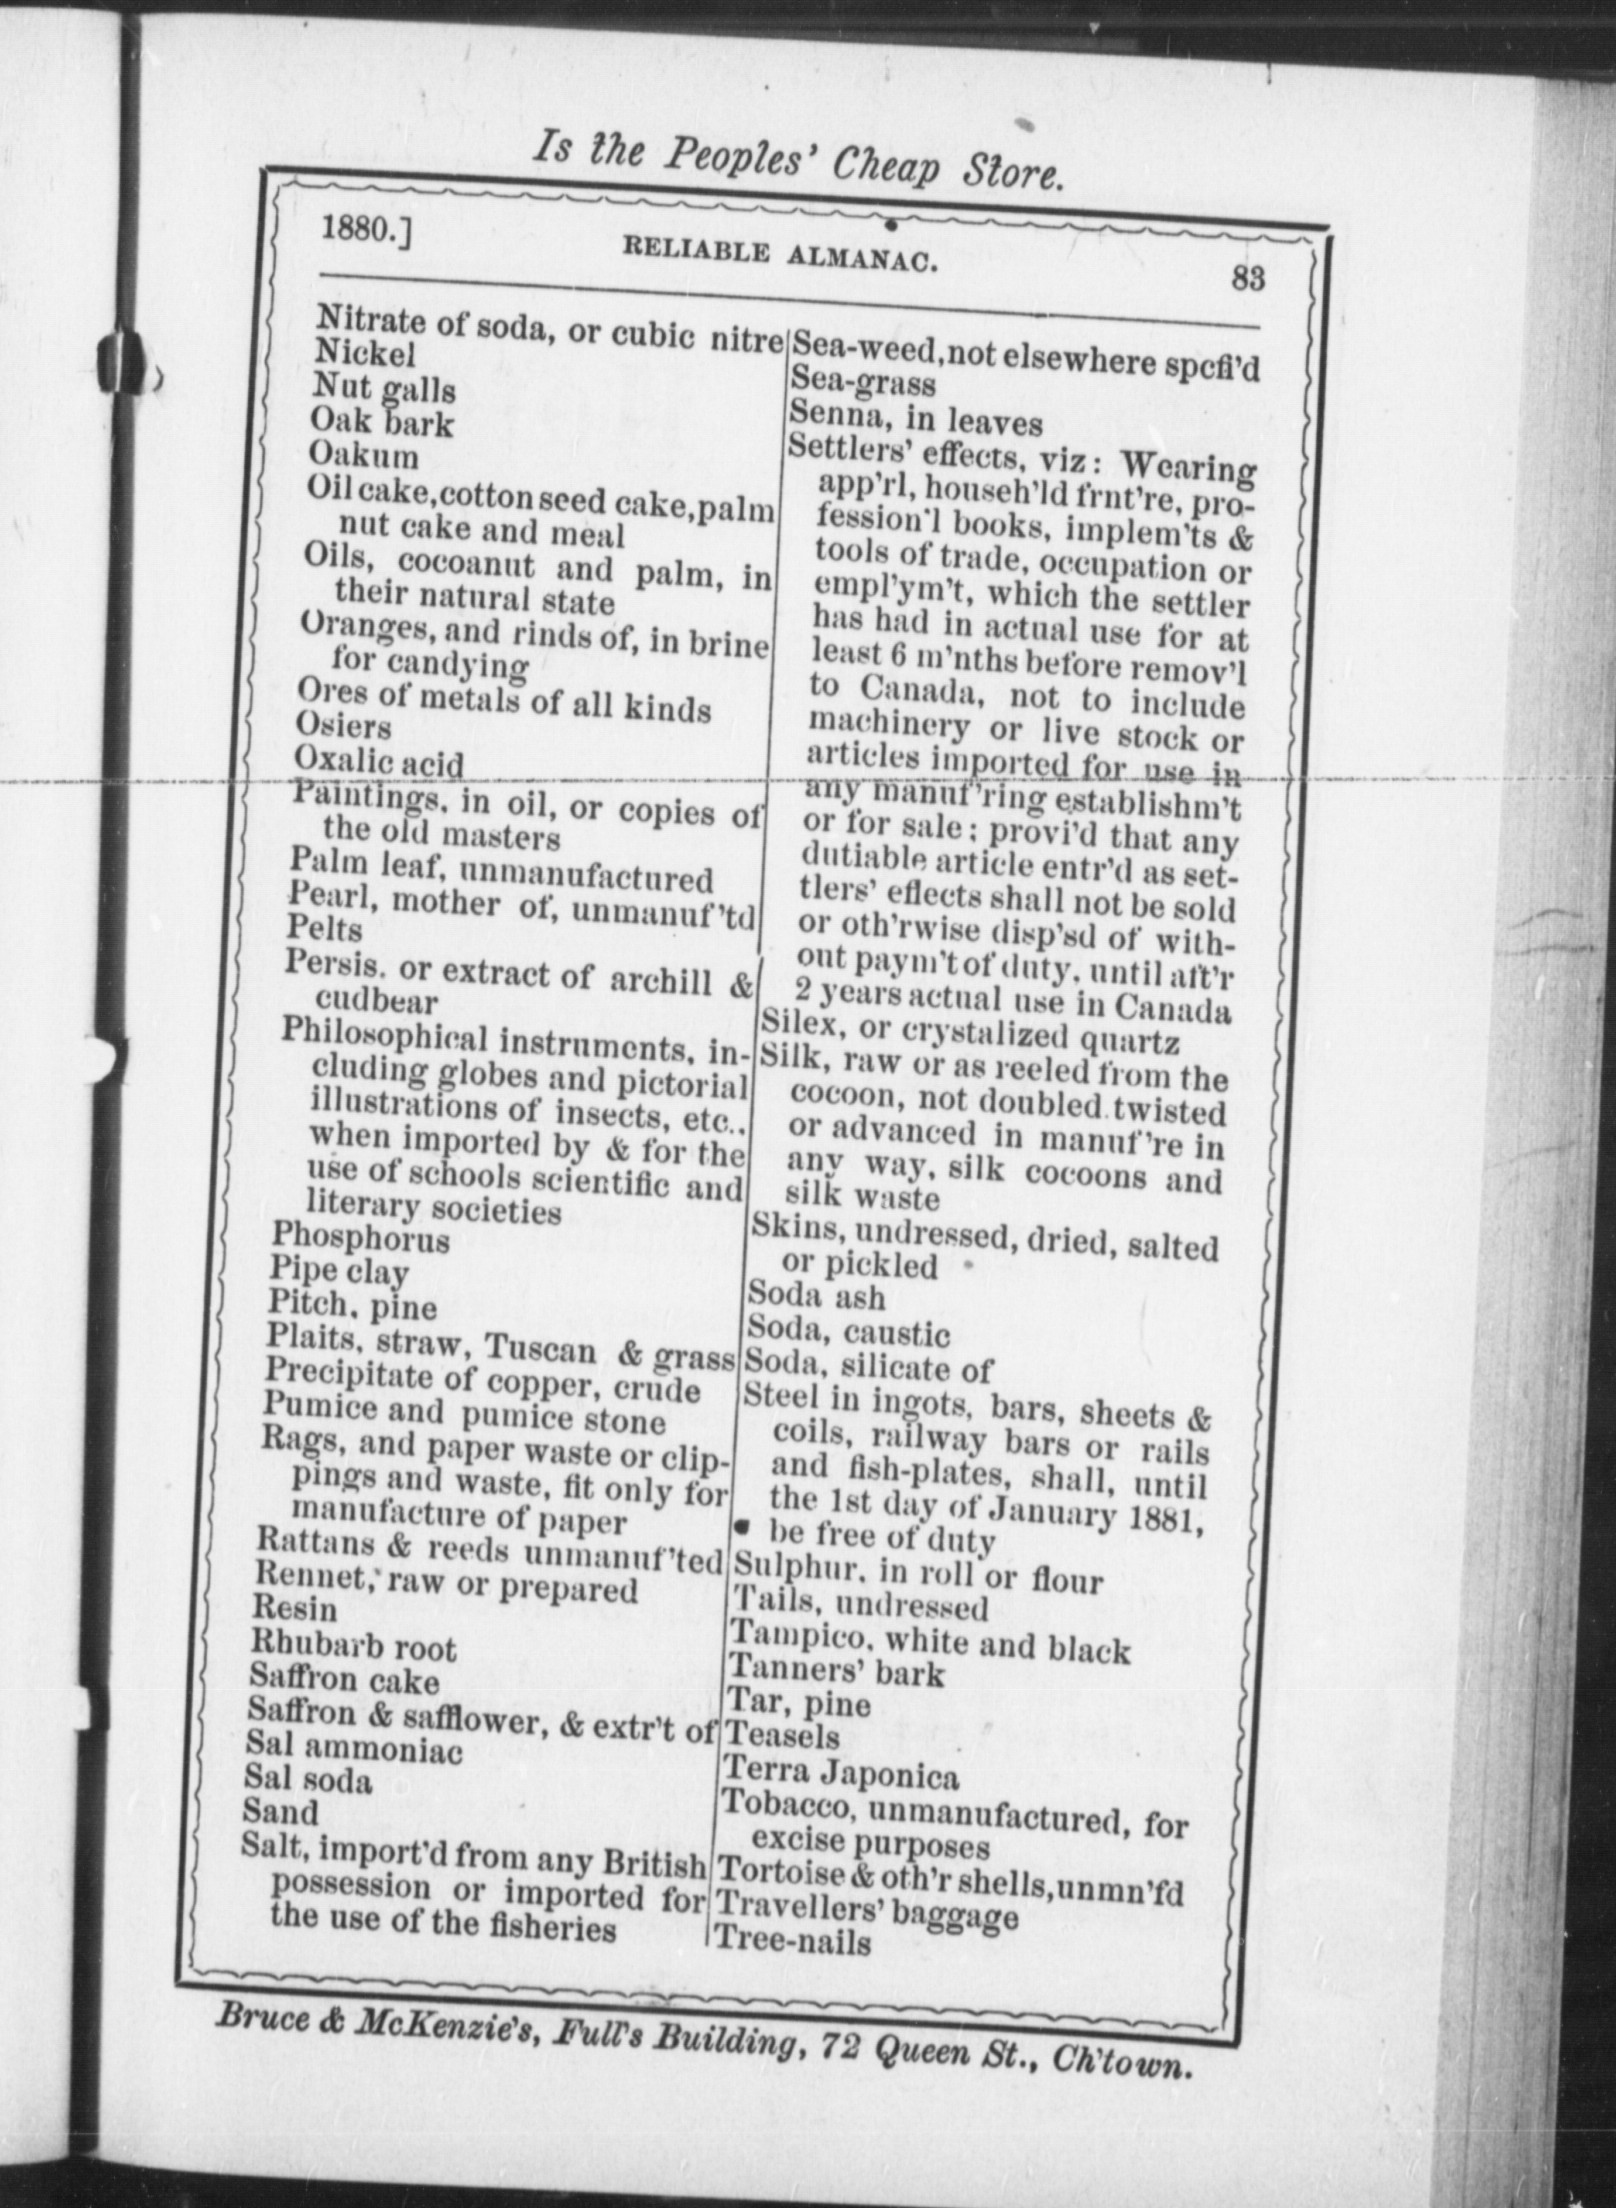 Is the Peoples' Cheap Store.
1880.]
RELIABLE ALMANAC.
83
Nitrate of soda, or cubic nitre
Nickel
Nut galls
Oak bark
Oakum
Oil cake, cotton seed cake, palm
nut cake and meal
Oils, cocoanut and palm, in
their natural state
Oranges, and rinds of, in brine
for candying
Ores of metals of all kinds
Osiers
Oxalic acid
Paintings, in oil, or copies of
the old masters
Palm leaf, unmanufactured
Pearl, mother of, unmanuf'td
Pelts
Persis. or extract of archill &
cudbear
Philosophical instruments, in-
cluding globes and pictorial
illustrations of insects, etc.,
when imported by & for the
use of schools scientific and
literary societies
Phosphorus
Pipe clay
Pitch, pine
Plaits, straw, Tuscan & grass
Precipitate of copper, crude
Pumice and pumice stone
Rags, and paper waste or clip-
pings and waste, fit only for
manufacture of paper
Rattans & reeds unmanuf'ted
Rennet, raw or prepared
Resin
Rhubarb root
Saffron cake
Saffron & safflower, & extr't of
Sal ammoniac
Sal soda
Sand
Salt, import'd from any British
possession or imported for
the use of the fisheries
Sea-weed, not elsewhere spcfi'd
Sea-grass
Senna, in leaves
Settlers' effects, viz: Wearing
app'rl, househ'ld frnt're, pro-
fession'l books, implem'ts &
tools of trade, occupation or
empl'ym't, which the settler
has had in actual use for at
least 6 m'nths before remov'l
to Canada, not to include
machinery or live stock or
articles imported for use in
any manuf'ring establishm't
or for sale; provi'd that any
dutiable article entr'd as set-
tlers' effects shall not be sold
or oth'rwise disp'sd of with-
out paym't of duty, until aft'r
2 years actual use in Canada
Silex, or crystalized quartz
Silk, raw or as reeled from the
cocoon, not doubled, twisted
or advanced in manuf're in
any way, silk cocoons and
silk waste
Skins, undressed, dried, salted
or pickled
Soda ash
Soda, caustic
Soda, silicate of
Steel in ingots, bars, sheets &
coils, railway bars or rails
and fish-plates, shall, until
the 1st day of January 1881,
be free of duty
Sulphur, in roll or flour
Tails, undressed
Tampico, white and black
Tanners' bark
Tar, pine
Teasels
Terra Japonica
Tobacco, unmanufactured, for
excise purposes
Tortoise & oth'r shells, unmn'fd
Travellers' baggage
Tree-nails
Bruce & McKenzie's, Full's Building, 72 Queen St., Ch'town.